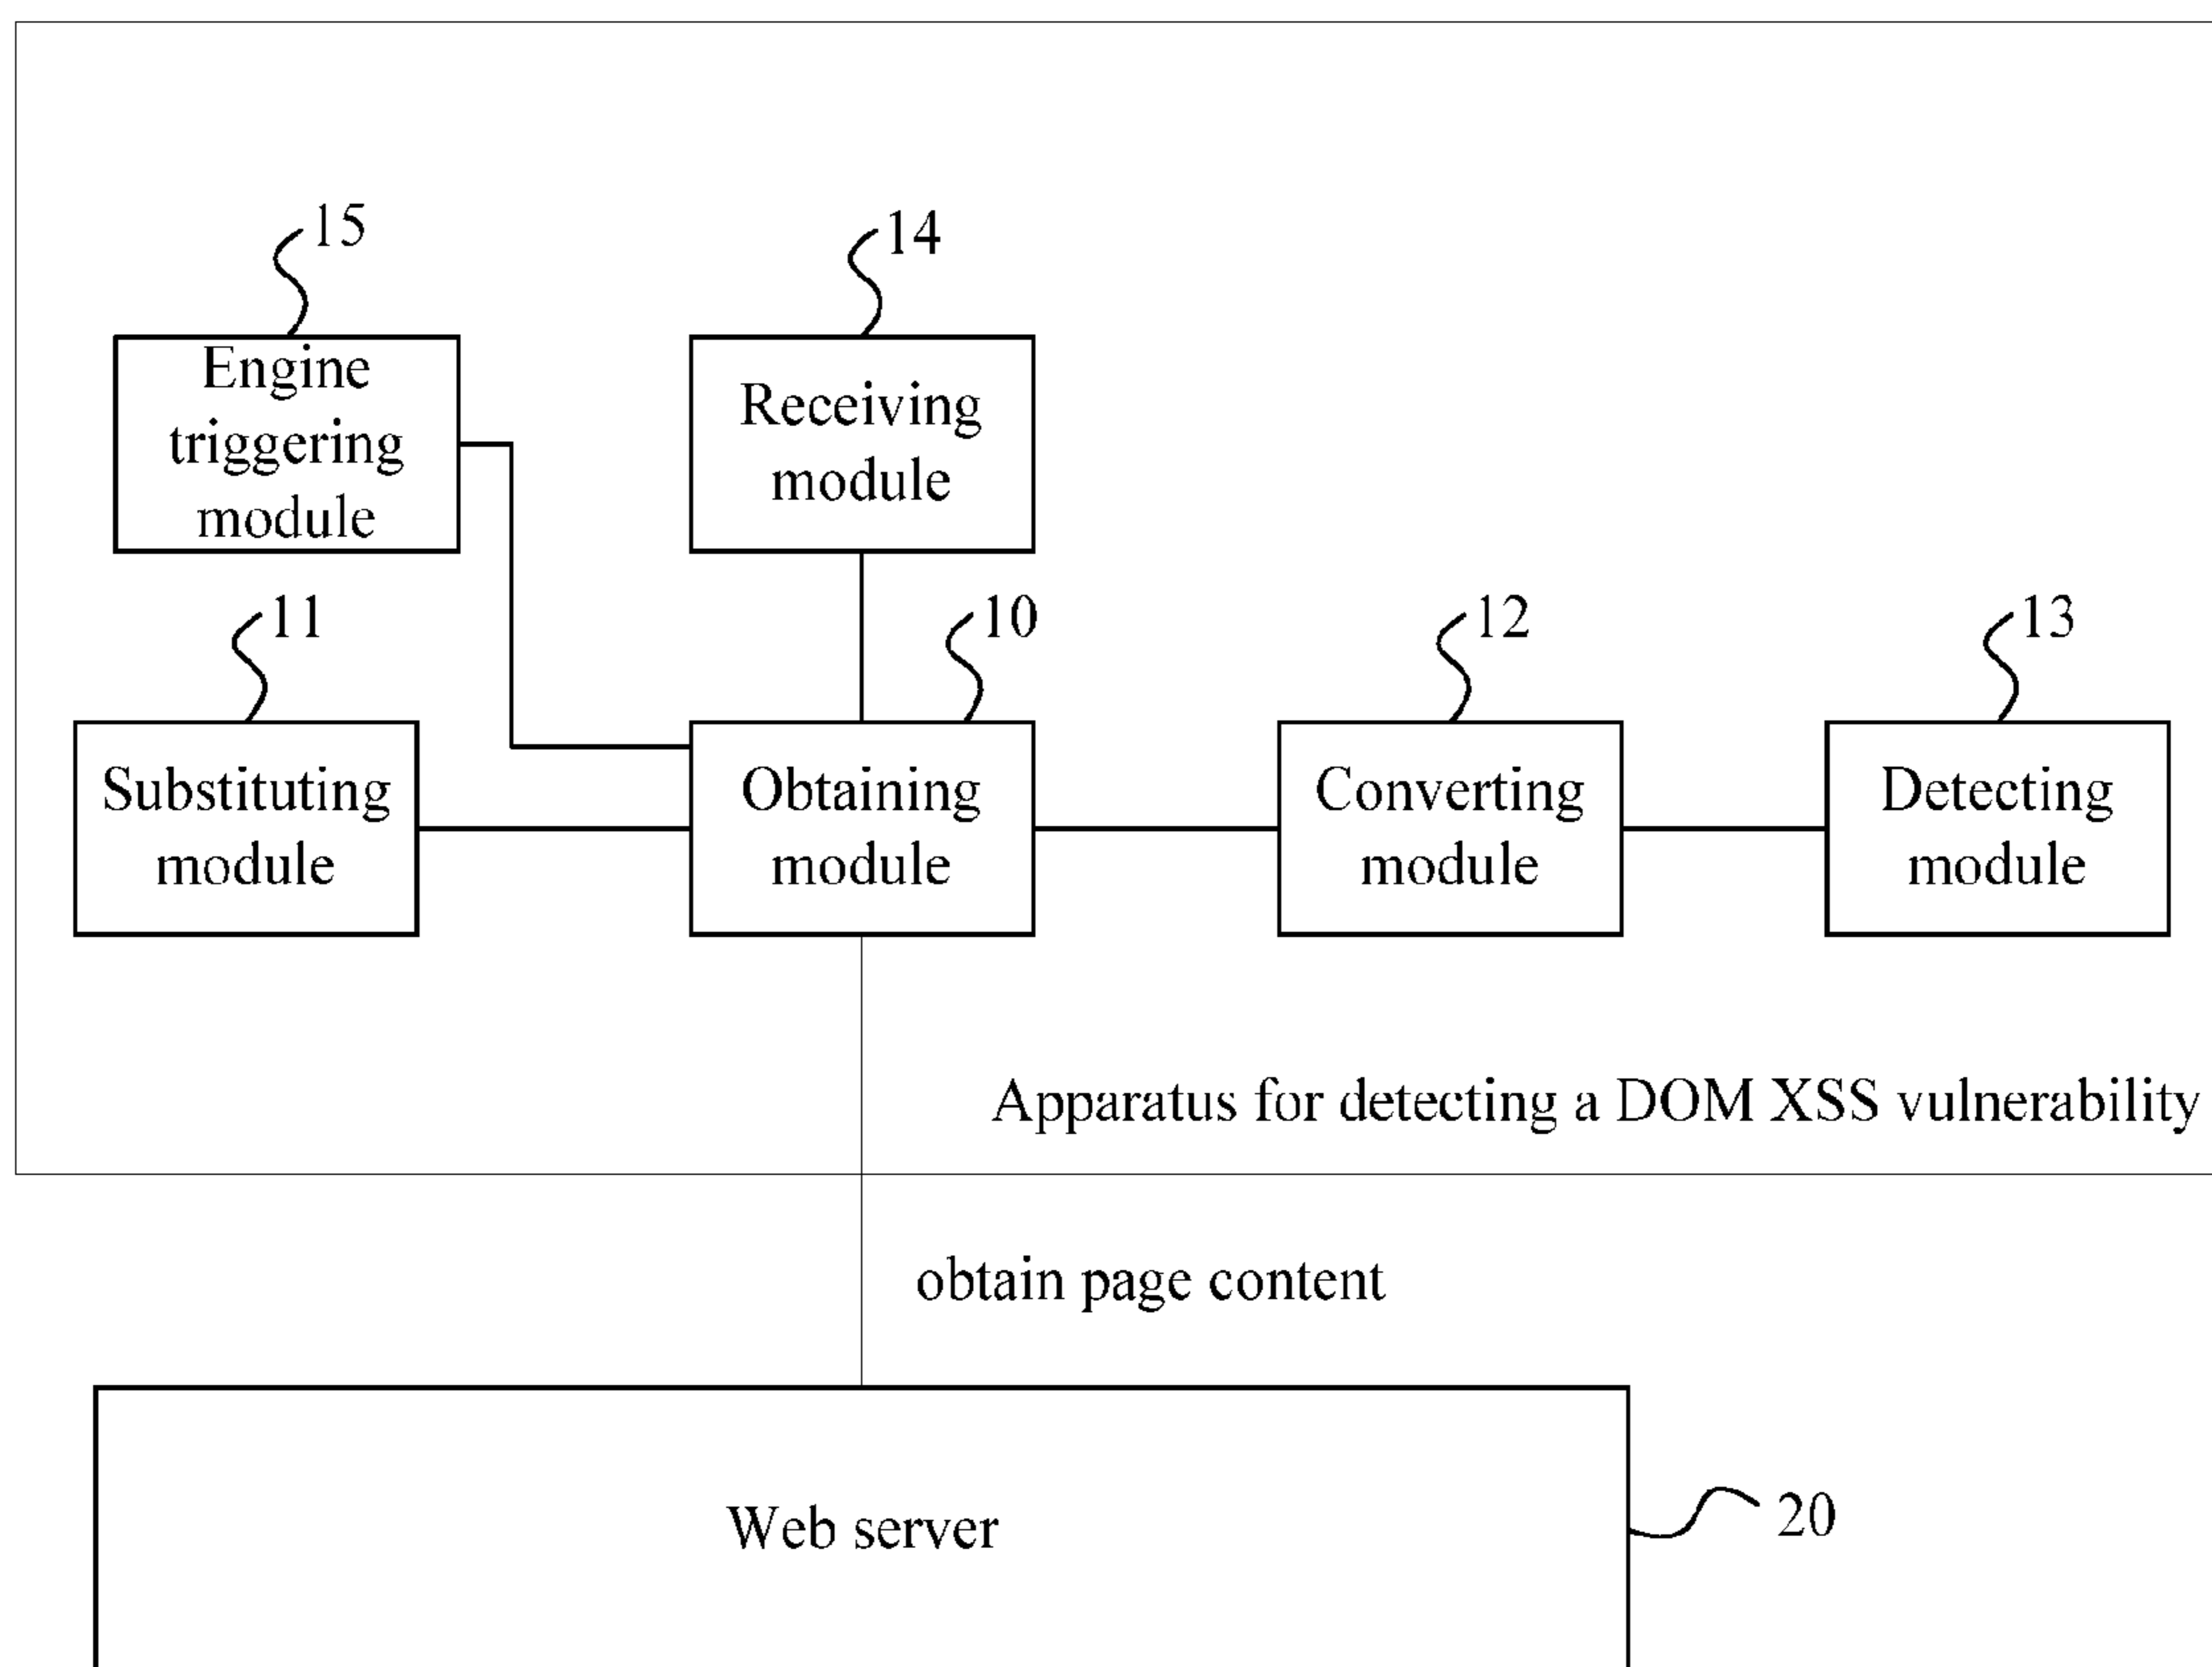 15
14
Engine
triggering
module
Receiving
module
11
10
12
13
Substituting
module
Obtaining
module
Converting
module
Detecting
module
Apparatus for detecting a DOM XSS vulnerability
obtain page content
Web server
20